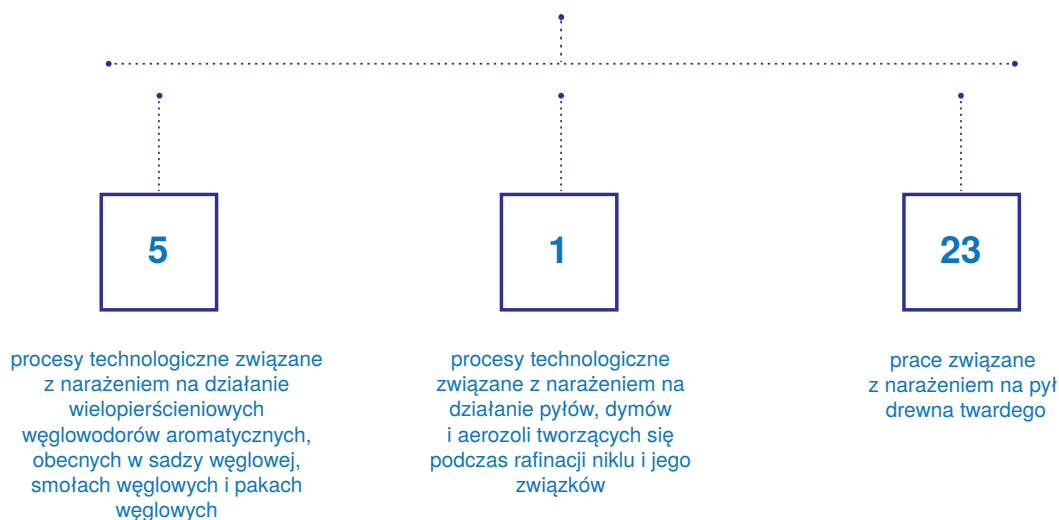 5
procesy technologiczne związane
z narażeniem na działanie
wielopierścieniowych
węglowodorów aromatycznych,
obecnych w sadzy węglowej,
smołach węglowych i pakach
węglowych
1
procesy technologiczne
związane z narażeniem na
działanie pyłów, dymów
i aerozoli tworzących się
podczas rafinacji niklu i jego
związków
23
prace związane
z narażeniem na pył
drewna twardego